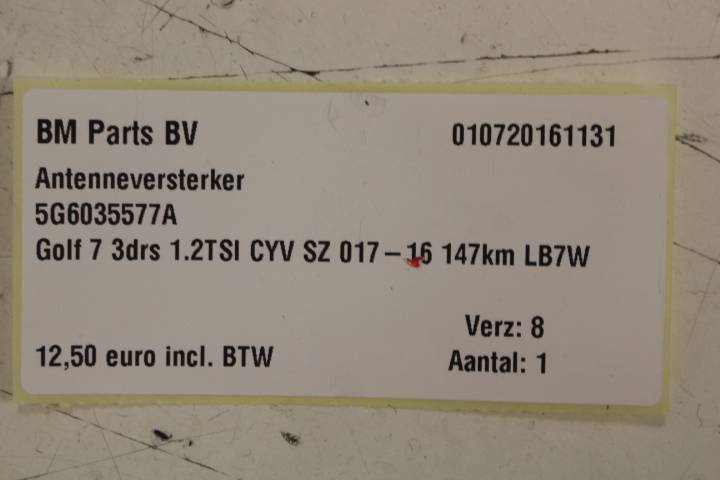 BM Parts BV 010720161131
Antenneversterker
5G6035577A
Golf 7 3drs 1.2TSI CYV SZ 017-16 147km LB7W
Verz: 8
12,50 euro incl. BTW Aantal: 1